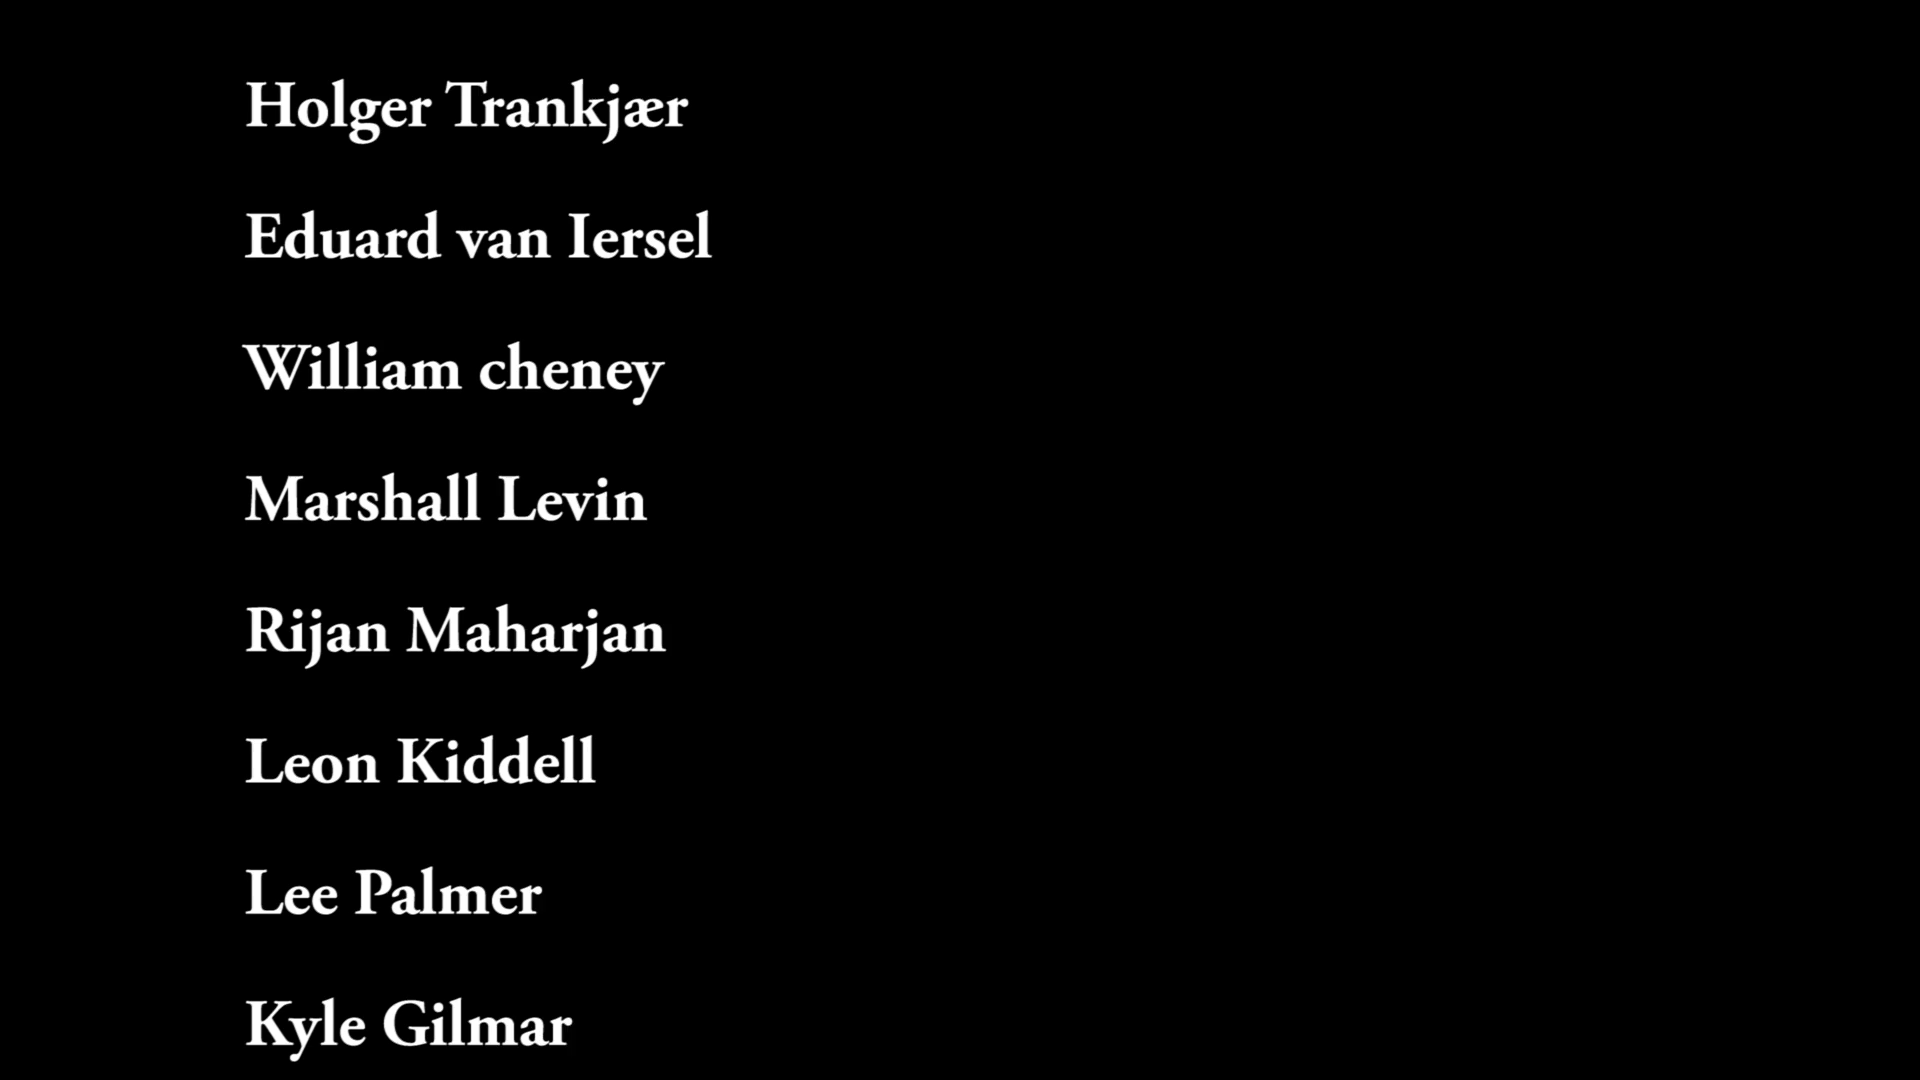 Holger Trankjær
Eduard van Iersel
William cheney
Marshall Levin
Rijan Maharjan
Leon Kiddell
Lee Palmer
Kyle Gilmar